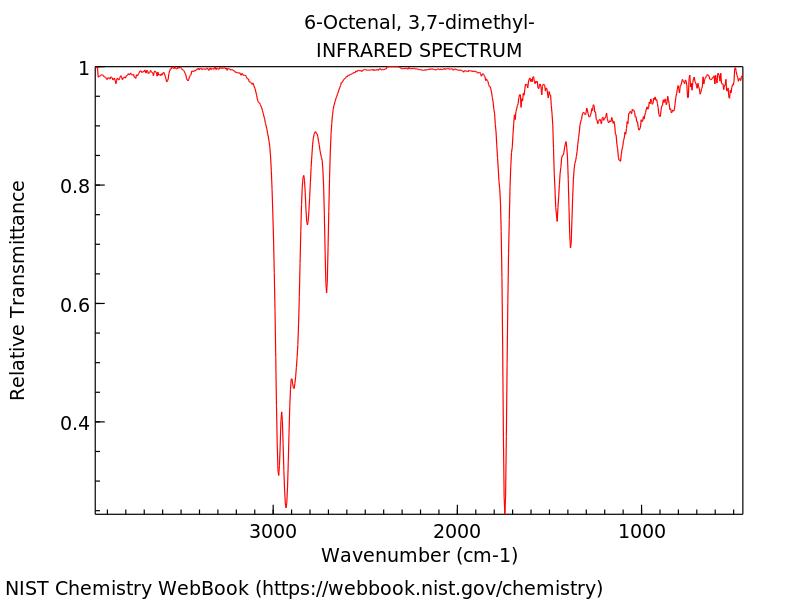 6-Octenal, 3,7-dimethyl-
INFRARED SPECTRUM
1
0.8
0.6
0.4
Relative Transmittance
3000 2000 1000
Wavenumber (cm-1)
NIST Chemistry WebBook (https://webbook.nist.gov/chemistry)